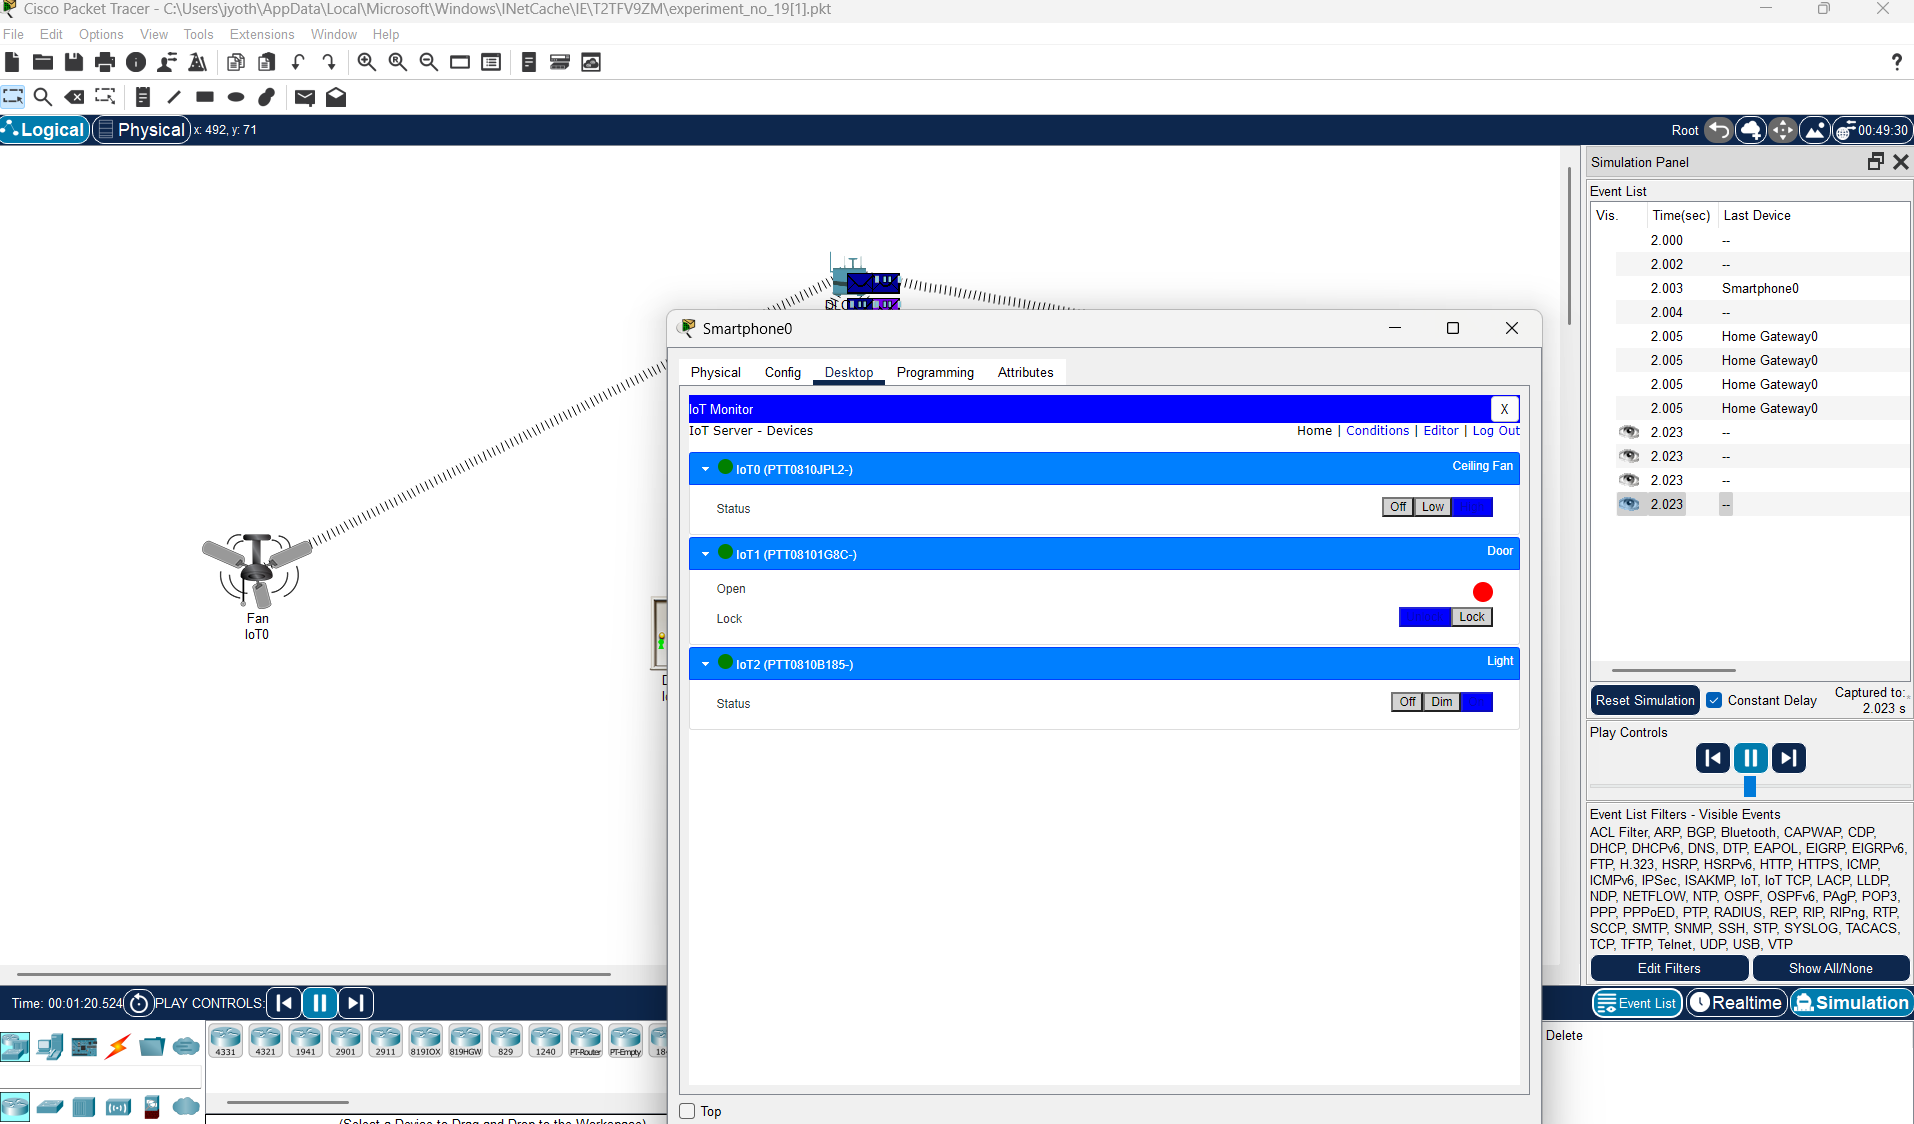 Cisco Packet Tracer - C:\Users\jyoth\AppData\Local\Microsoft\Windows\INetCache\IE\T2TFV9ZM\experiment_no_19[1].pkt
File Edit Options View Tools Extensions Window Help
?
Logical Physical x: 492, y: 71
Root 00:49:30
Fan
IoT0
Smartphone0
Physical Config Desktop Programming Attributes
IoT Monitor X
IoT Server - Devices
Home | Conditions | Editor | Log Out
IoT0 (PTT0810JPL2-) Ceiling Fan
Status Off Low
IoT1 (PTT08101G8C-) Door
Open
Lock Lock
IoT2 (PTT0810B185-) Light
Status Off Dim
Top
Simulation Panel
Event List
Vis. Time(sec) Last Device
2.000 --
2.002 --
2.003 Smartphone0
2.004 --
2.005 Home Gateway0
2.005 Home Gateway0
2.005 Home Gateway0
2.005 Home Gateway0
2.023 --
2.023 --
2.023 --
2.023 --
Reset Simulation Constant Delay Captured to:
2.023 s
Play Controls
Event List Filters - Visible Events
ACL Filter, ARP, BGP, Bluetooth, CAPWAP, CDP,
DHCP, DHCPv6, DNS, DTP, EAPOL, EIGRP, EIGRPv6,
FTP, H.323, HSRP, HSRPv6, HTTP, HTTPS, ICMP,
ICMPv6, IPSec, ISAKMP, IoT, IoT TCP, LACP, LLDP,
NDP, NETFLOW, NTP, OSPF, OSPFv6, PAgP, POP3,
PPP, PPPoED, PTP, RADIUS, REP, RIP, RIPng, RTP,
SCCP, SMTP, SNMP, SSH, STP, SYSLOG, TACACS,
TCP, TFTP, Telnet, UDP, USB, VTP
Edit Filters Show All/None
Time: 00:01:20.524 PLAY CONTROLS:
Event List Realtime Simulation
4331 4321 1941 2901 2911 819IOX 819HGW 829 1240 PT-Router PT-Empty
Delete
(Select a Device to Drag and Drop to the Workspace)